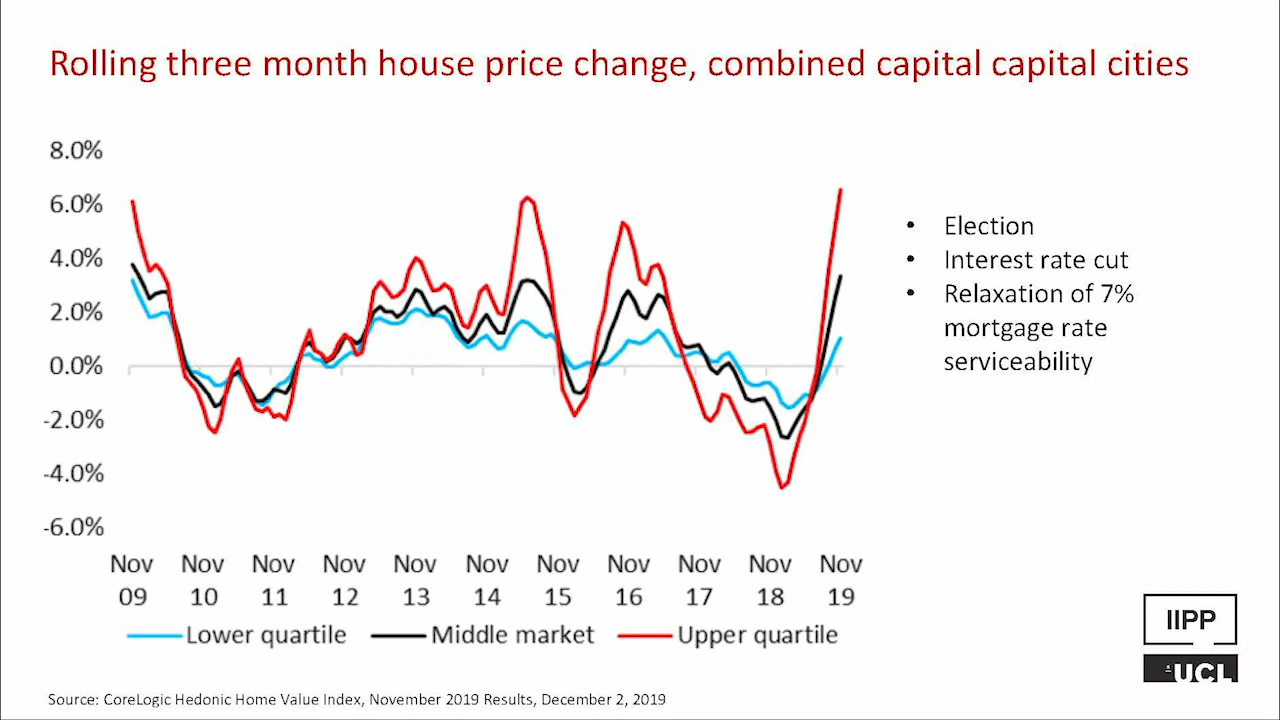 Rolling three month house price change, combined capital capital cities
8.0%
6.0%
4.0%
2.0%
0.0%
-2.0%
-4.0%
-6.0%
Nov Nov Nov Nov Nov Nov Nov Nov Nov Nov Nov
09 10 11 12 13 14 15 16 17 18 19
Lower quartile Middle market Upper quartile
• Election
• Interest rate cut
• Relaxation of 7%
mortgage rate
serviceability
IIPP
UCL
Source: CoreLogic Hedonic Home Value Index, November 2019 Results, December 2, 2019